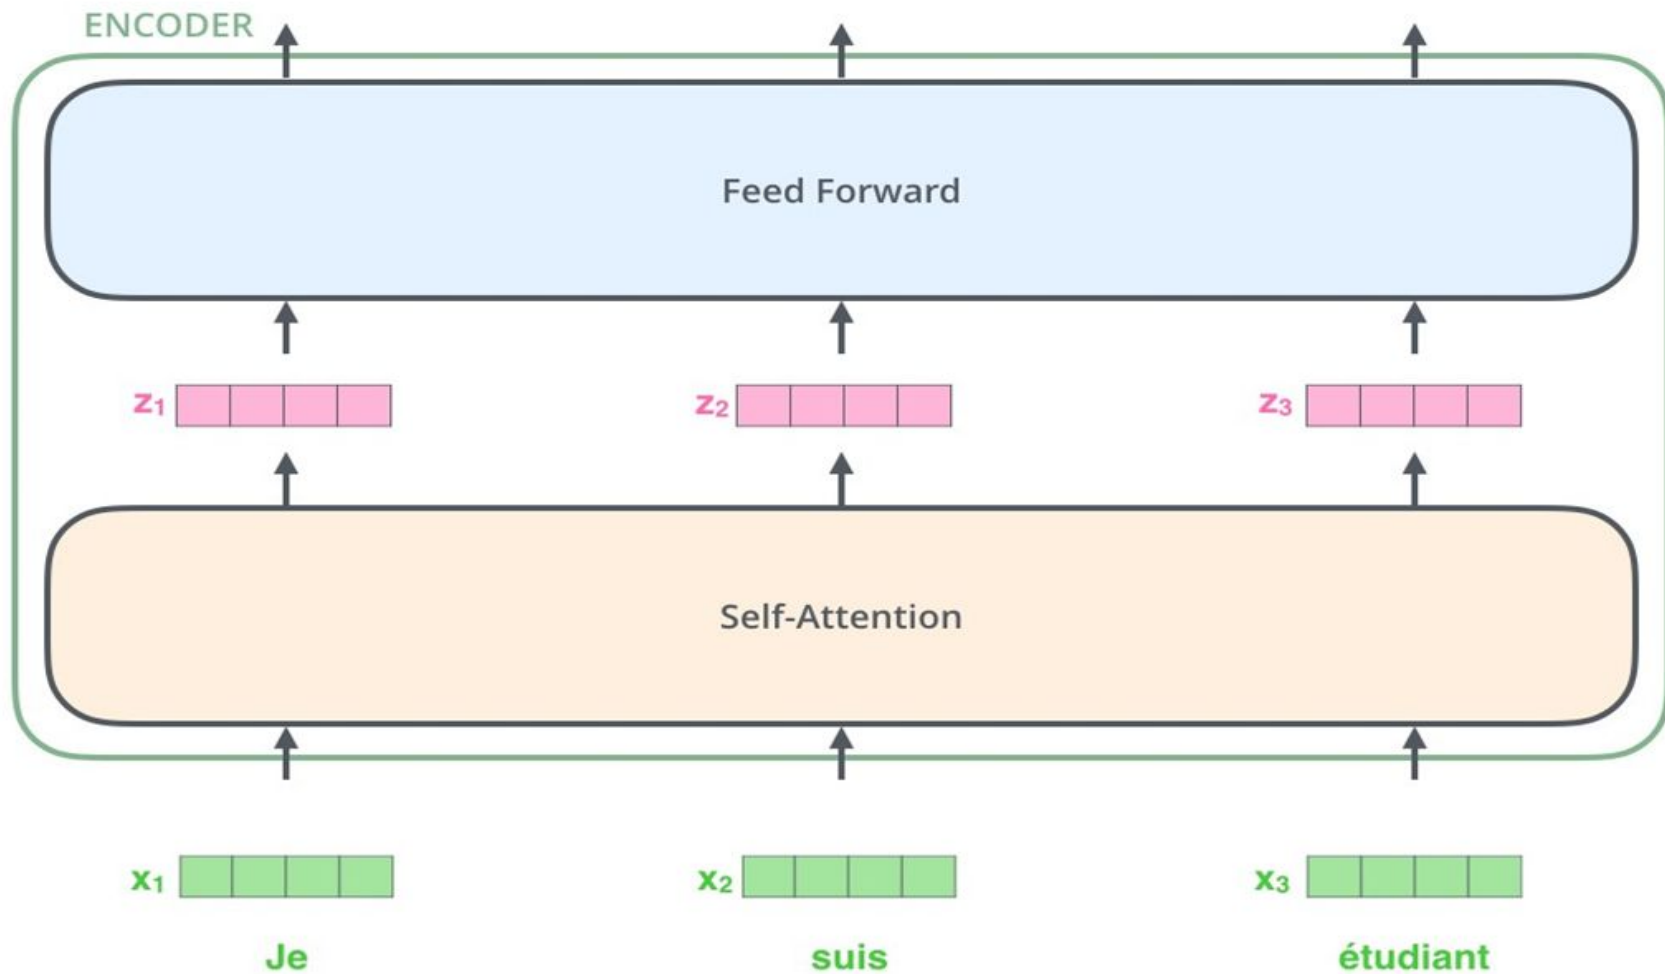 ENCODER
Feed Forward
z₁ z₂ z₃
Self-Attention
x₁ x₂ x₃
Je suis étudiant